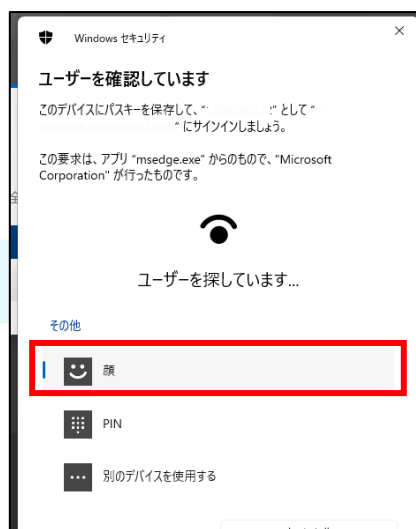 Windows セキュリティ
ユーザーを確認しています
このデバイスにパスキーを保存して、“ ” として “
” にサインインしましょう。
この要求は、アプリ “msedge.exe” からのもので、"Microsoft
Corporation" が行ったものです。
ユーザーを探しています...
その他
顔
PIN
別のデバイスを使用する